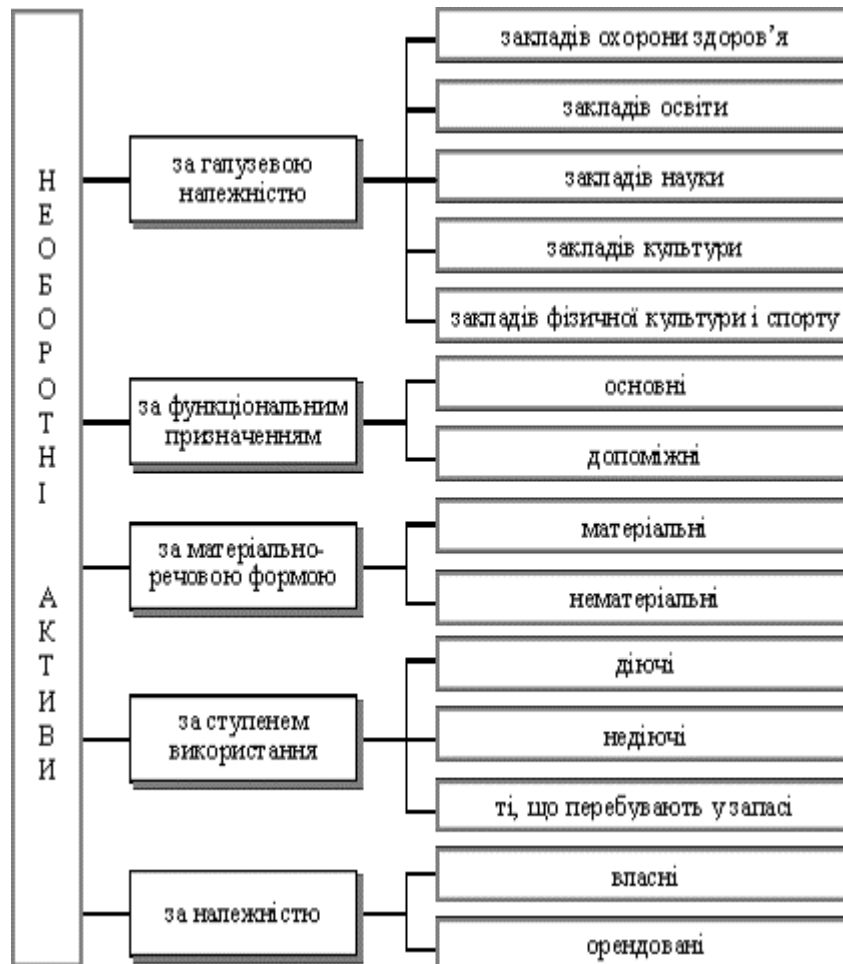 НЕОБОРОТНІ АКТИВИ
за галузевою
належністю
закладів охорони здоров’я
закладів освіти
закладів науки
закладів культури
закладів фізичної культури і спорту
за функціональним
призначенням
основні
допоміжні
за матеріально-
речовою формою
матеріальні
нематеріальні
за ступенем
використання
діючі
недіючі
ті, що перебувають у запасі
за належністю
власні
орендовані